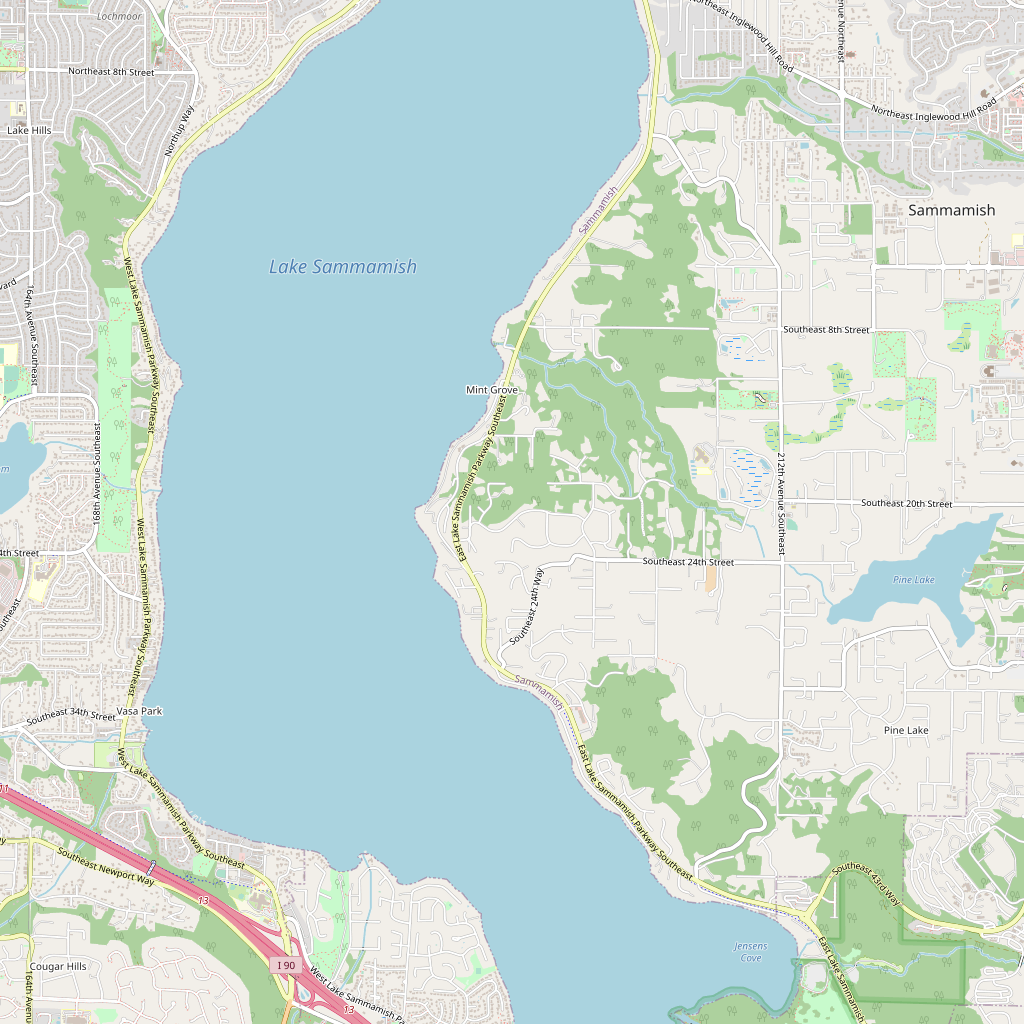 Lochmoor
Northeast Inglewood Hill Road
Northeast 8th Street
Northup Way
Lake Hills
Northeast Inglewood Hill Road
Sammamish
Sammamish
Lake Sammamish
West Lake Sammamish Parkway Southeast
164th Avenue Southeast
Southeast 8th Street
Mint Grove
East Lake Sammamish Parkway Southeast
168th Avenue Southeast
212th Avenue Southeast
Southeast 20th Street
West Lake Sammamish Parkway Southeast
Southeast 24th Street
Pine Lake
Southeast 24th Way
Sammamish
Vasa Park
Southeast 34th Street
Pine Lake
West Lake Sammamish Parkway Southeast
East Lake Sammamish Parkway Southeast
11
Southeast Newport Way
Southeast 43rd Way
13
Jensens
Cove
East Lake Sammamish
Cougar Hills
I 90
West Lake Sammamish
13